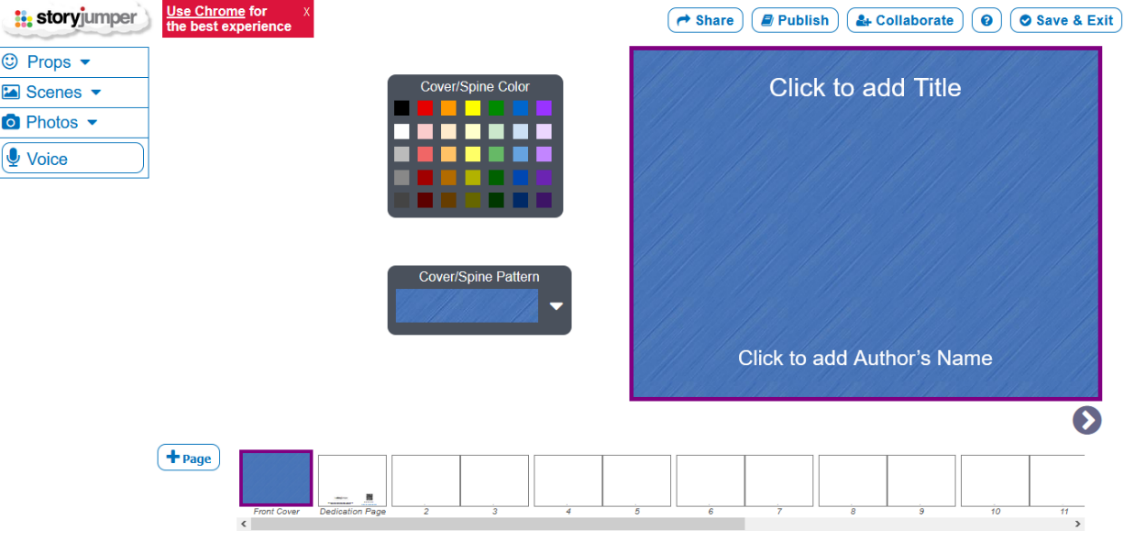 storyjumper
Use Chrome for
the best experience
X
Share
Publish
Collaborate
?
Save & Exit
Props
Scenes
Photos
Voice
Cover/Spine Color
Cover/Spine Pattern
Click to add Title
Click to add Author's Name
+ Page
Front Cover
Dedication Page
2
3
4
5
6
7
8
9
10
11